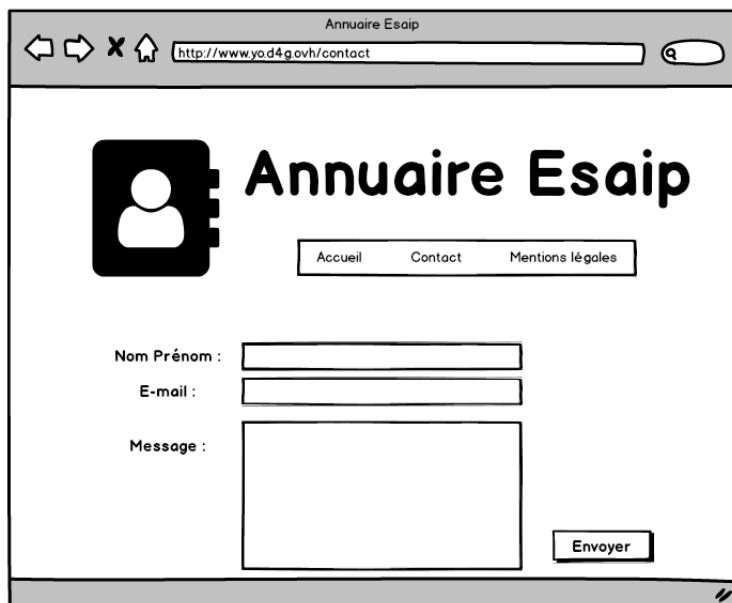 Annuaire Esaip
http://www.yo.d4g.ovh/contact
Annuaire Esaip
Accueil Contact Mentions légales
Nom Prénom :
E-mail :
Message :
Envoyer